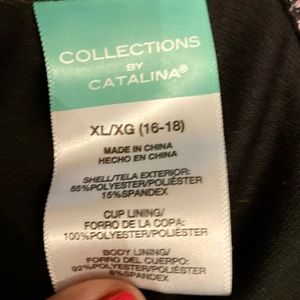 COLLECTIONS
BY
CATALINA®
XL/XG (16-18)
MADE IN CHINA
HECHO EN CHINA
SHELL/TELA EXTERIOR:
85%POLYESTER/POLIÉSTER
15%SPANDEX
CUP LINING/
FORRO DE LA COPA:
100%POLYESTER/POLIÉSTER
BODY LINING/
FORRO DEL CUERPO:
92%POLYESTER/POLIÉSTER
8%SPANDEX